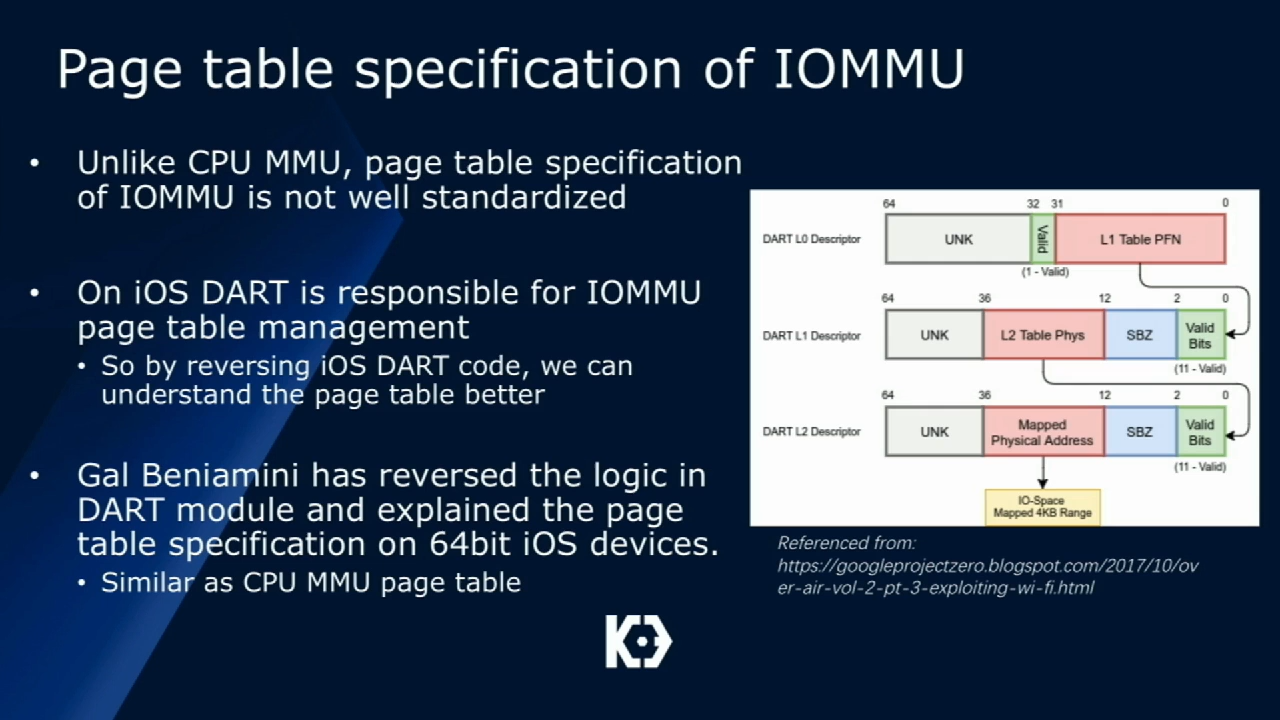 Page table specification of IOMMU
• Unlike CPU MMU, page table specification
of IOMMU is not well standardized
• On iOS DART is responsible for IOMMU
page table management
• So by reversing iOS DART code, we can
understand the page table better
• Gal Beniamini has reversed the logic in
DART module and explained the page
table specification on 64bit iOS devices.
• Similar as CPU MMU page table
64 32 31 0
DART L0 Descriptor UNK Valid L1 Table PFN
(1 - Valid)
64 36 12 2 0
DART L1 Descriptor UNK L2 Table Phys SBZ Valid
Bits
(11 - Valid)
64 36 12 2 0
DART L2 Descriptor UNK Mapped
Physical Address SBZ Valid
Bits
(11 - Valid)
IO-Space
Mapped 4KB Range
Referenced from:
https://googleprojectzero.blogspot.com/2017/10/ov
er-air-vol-2-pt-3-exploiting-wi-fi.html